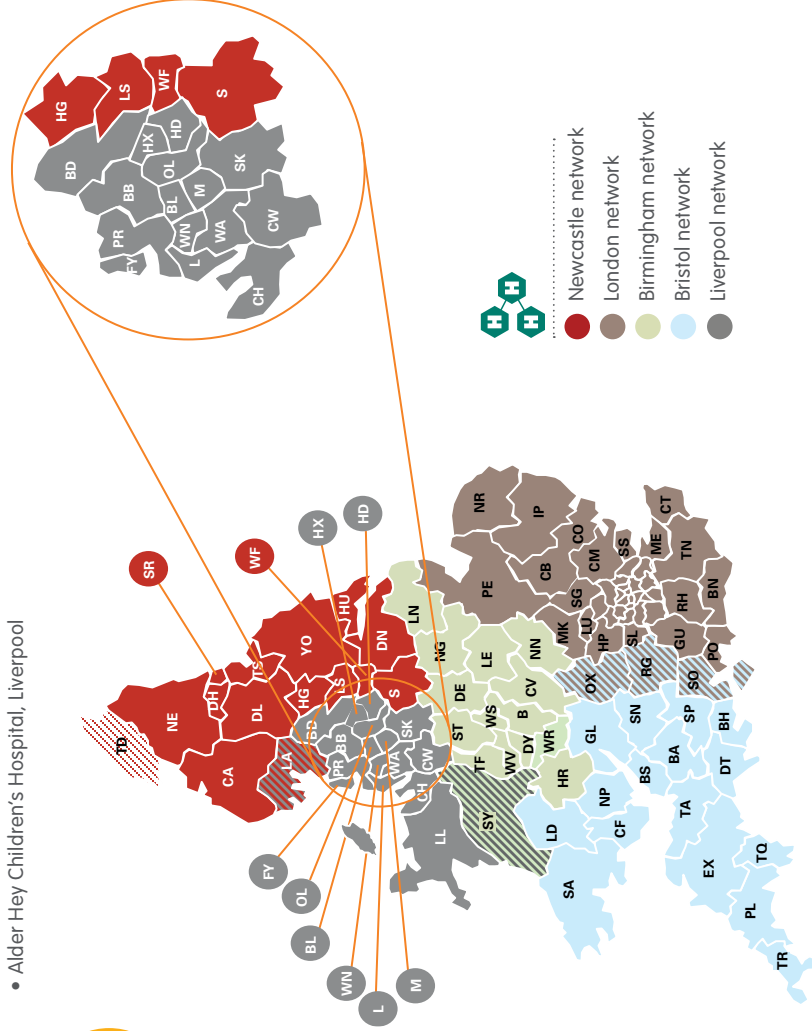 • Alder Hey Children's Hospital, Liverpool
HG
LS
WF
S
BD
HX
HD
BB
OL
SK
PR
BL
M
FY
WN
WA
CW
L
CH
H
H
H
Newcastle network
London network
Birmingham network
Bristol network
Liverpool network
SR
WF
HX
HD
FY
OL
BL
WN
L
M
TD
NE
DH
TS
CA
DL
YO
HU
LA
HG
LS
DN
BD
BB
PR
S
SK
WA
CW
CH
LL
LN
NG
DE
ST
LE
WS
NN
CV
B
TF
WV
DY
WR
SY
HR
PE
NR
IP
CB
CO
CM
SG
MK
LU
HP
SS
SL
ME
CT
TN
RH
GU
BN
PO
OX
RG
SO
LD
SA
NP
CF
GL
SN
BS
BA
SP
BH
DT
TA
EX
TQ
PL
TR